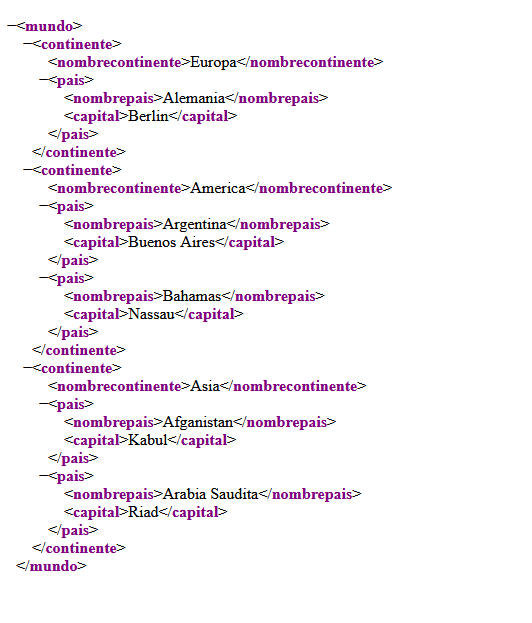 −<mundo>
−<continente>
<nombrecontinente>Europa</nombrecontinente>
−<pais>
<nombrepais>Alemania</nombrepais>
<capital>Berlin</capital>
</pais>
</continente>
−<continente>
<nombrecontinente>America</nombrecontinente>
−<pais>
<nombrepais>Argentina</nombrepais>
<capital>Buenos Aires</capital>
</pais>
−<pais>
<nombrepais>Bahamas</nombrepais>
<capital>Nassau</capital>
</pais>
</continente>
−<continente>
<nombrecontinente>Asia</nombrecontinente>
−<pais>
<nombrepais>Afganistan</nombrepais>
<capital>Kabul</capital>
</pais>
−<pais>
<nombrepais>Arabia Saudita</nombrepais>
<capital>Riad</capital>
</pais>
</continente>
</mundo>